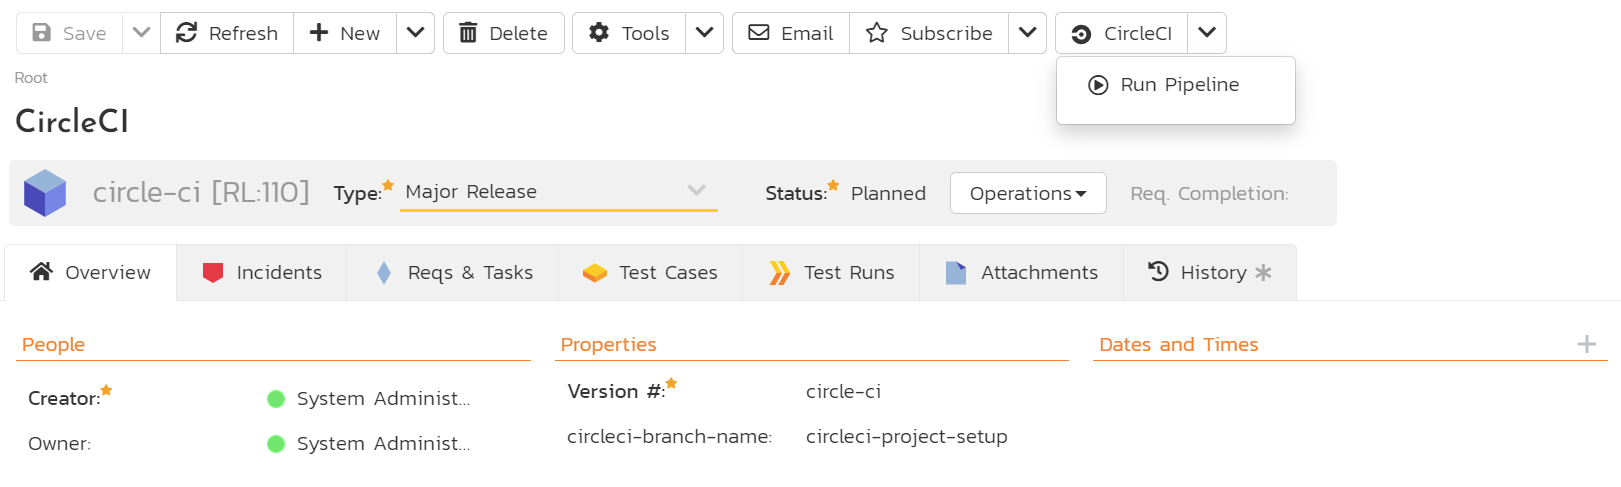 Save Refresh New Delete Tools Email Subscribe CircleCI
Run Pipeline
Root
CircleCI
circle-ci [RL:110] Type: Major Release Status: Planned Operations Req. Completion:
Overview Incidents Reqs & Tasks Test Cases Test Runs Attachments History
People Properties Dates and Times
Creator: System Administ... Version #: circle-ci
Owner: System Administ... circleci-branch-name: circleci-project-setup